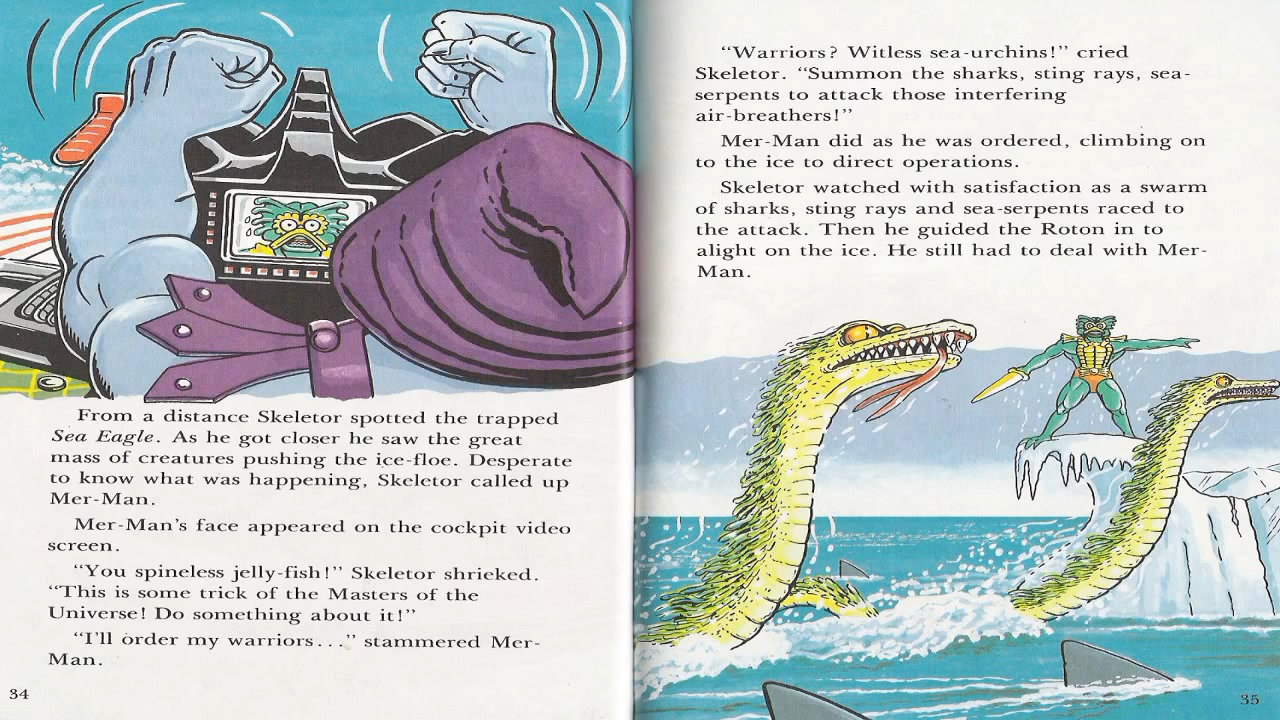 From a distance Skeletor spotted the trapped
Sea Eagle. As he got closer he saw the great
mass of creatures pushing the ice-floe. Desperate
to know what was happening, Skeletor called up
Mer-Man.
Mer-Man's face appeared on the cockpit video
screen.
“You spineless jelly-fish!” Skeletor shrieked.
“This is some trick of the Masters of the
Universe! Do something about it!”
“I'll order my warriors...” stammered Mer-
Man.
34
“Warriors? Witless sea-urchins!” cried
Skeletor. “Summon the sharks, sting rays, sea-
serpents to attack those interfering
air-breathers!”
Mer-Man did as he was ordered, climbing on
to the ice to direct operations.
Skeletor watched with satisfaction as a swarm
of sharks, sting rays and sea-serpents raced to
the attack. Then he guided the Roton in to
alight on the ice. He still had to deal with Mer-
Man.
35